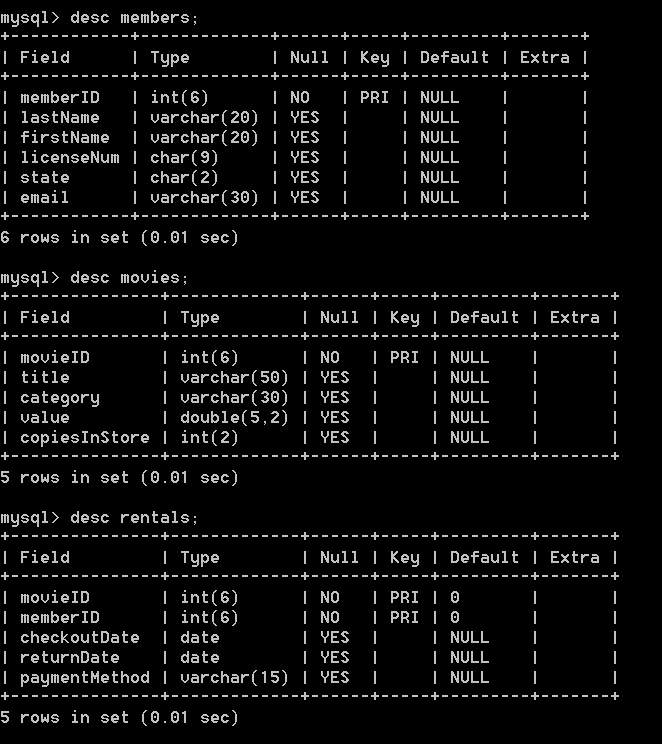 mysql> desc members;
+------------+-------------+------+-----+---------+-------+
| Field      | Type        | Null | Key | Default | Extra |
+------------+-------------+------+-----+---------+-------+
| memberID   | int(6)      | NO   | PRI | NULL    |       |
| lastName   | varchar(20) | YES  |     | NULL    |       |
| firstName  | varchar(20) | YES  |     | NULL    |       |
| licenseNum | char(9)     | YES  |     | NULL    |       |
| state      | char(2)     | YES  |     | NULL    |       |
| email      | varchar(30) | YES  |     | NULL    |       |
+------------+-------------+------+-----+---------+-------+
6 rows in set (0.01 sec)
mysql> desc movies;
+---------------+-------------+------+-----+---------+-------+
| Field         | Type        | Null | Key | Default | Extra |
+---------------+-------------+------+-----+---------+-------+
| movieID       | int(6)      | NO   | PRI | NULL    |       |
| title         | varchar(50) | YES  |     | NULL    |       |
| category      | varchar(30) | YES  |     | NULL    |       |
| value         | double(5,2) | YES  |     | NULL    |       |
| copiesInStore | int(2)      | YES  |     | NULL    |       |
+---------------+-------------+------+-----+---------+-------+
5 rows in set (0.01 sec)
mysql> desc rentals;
+---------------+-------------+------+-----+---------+-------+
| Field         | Type        | Null | Key | Default | Extra |
+---------------+-------------+------+-----+---------+-------+
| movieID       | int(6)      | NO   | PRI | 0       |       |
| memberID      | int(6)      | NO   | PRI | 0       |       |
| checkoutDate  | date        | YES  |     | NULL    |       |
| returnDate    | date        | YES  |     | NULL    |       |
| paymentMethod | varchar(15) | YES  |     | NULL    |       |
+---------------+-------------+------+-----+---------+-------+
5 rows in set (0.01 sec)